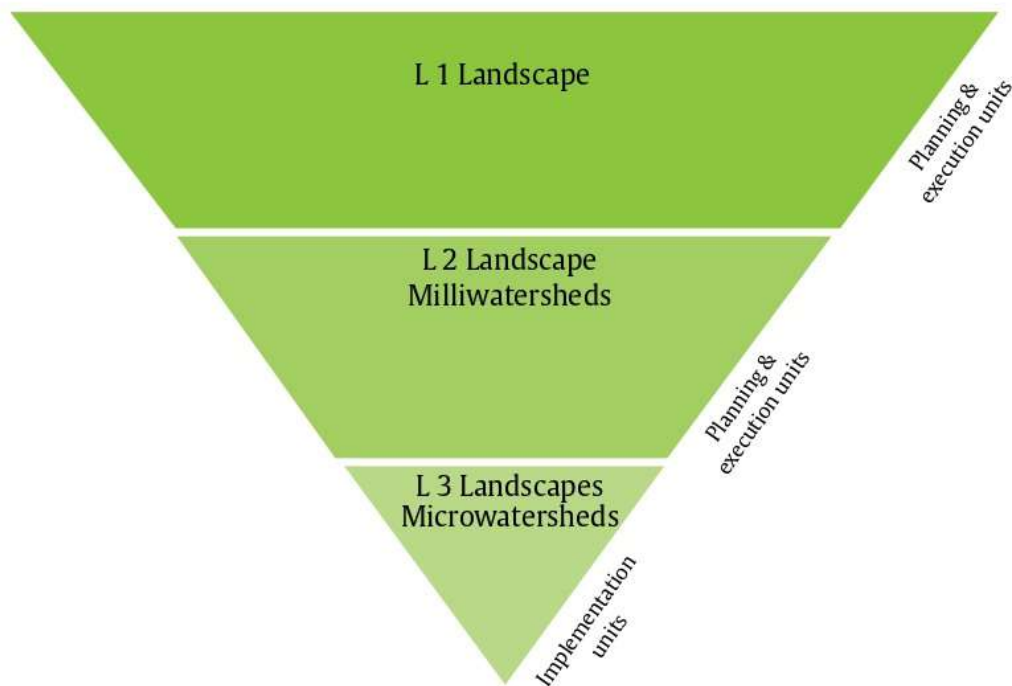 L 1 Landscape
Planning &
execution units
L 2 Landscape
Milliwatersheds
Planning &
execution units
L 3 Landscapes
Microwatersheds
Implementation
units